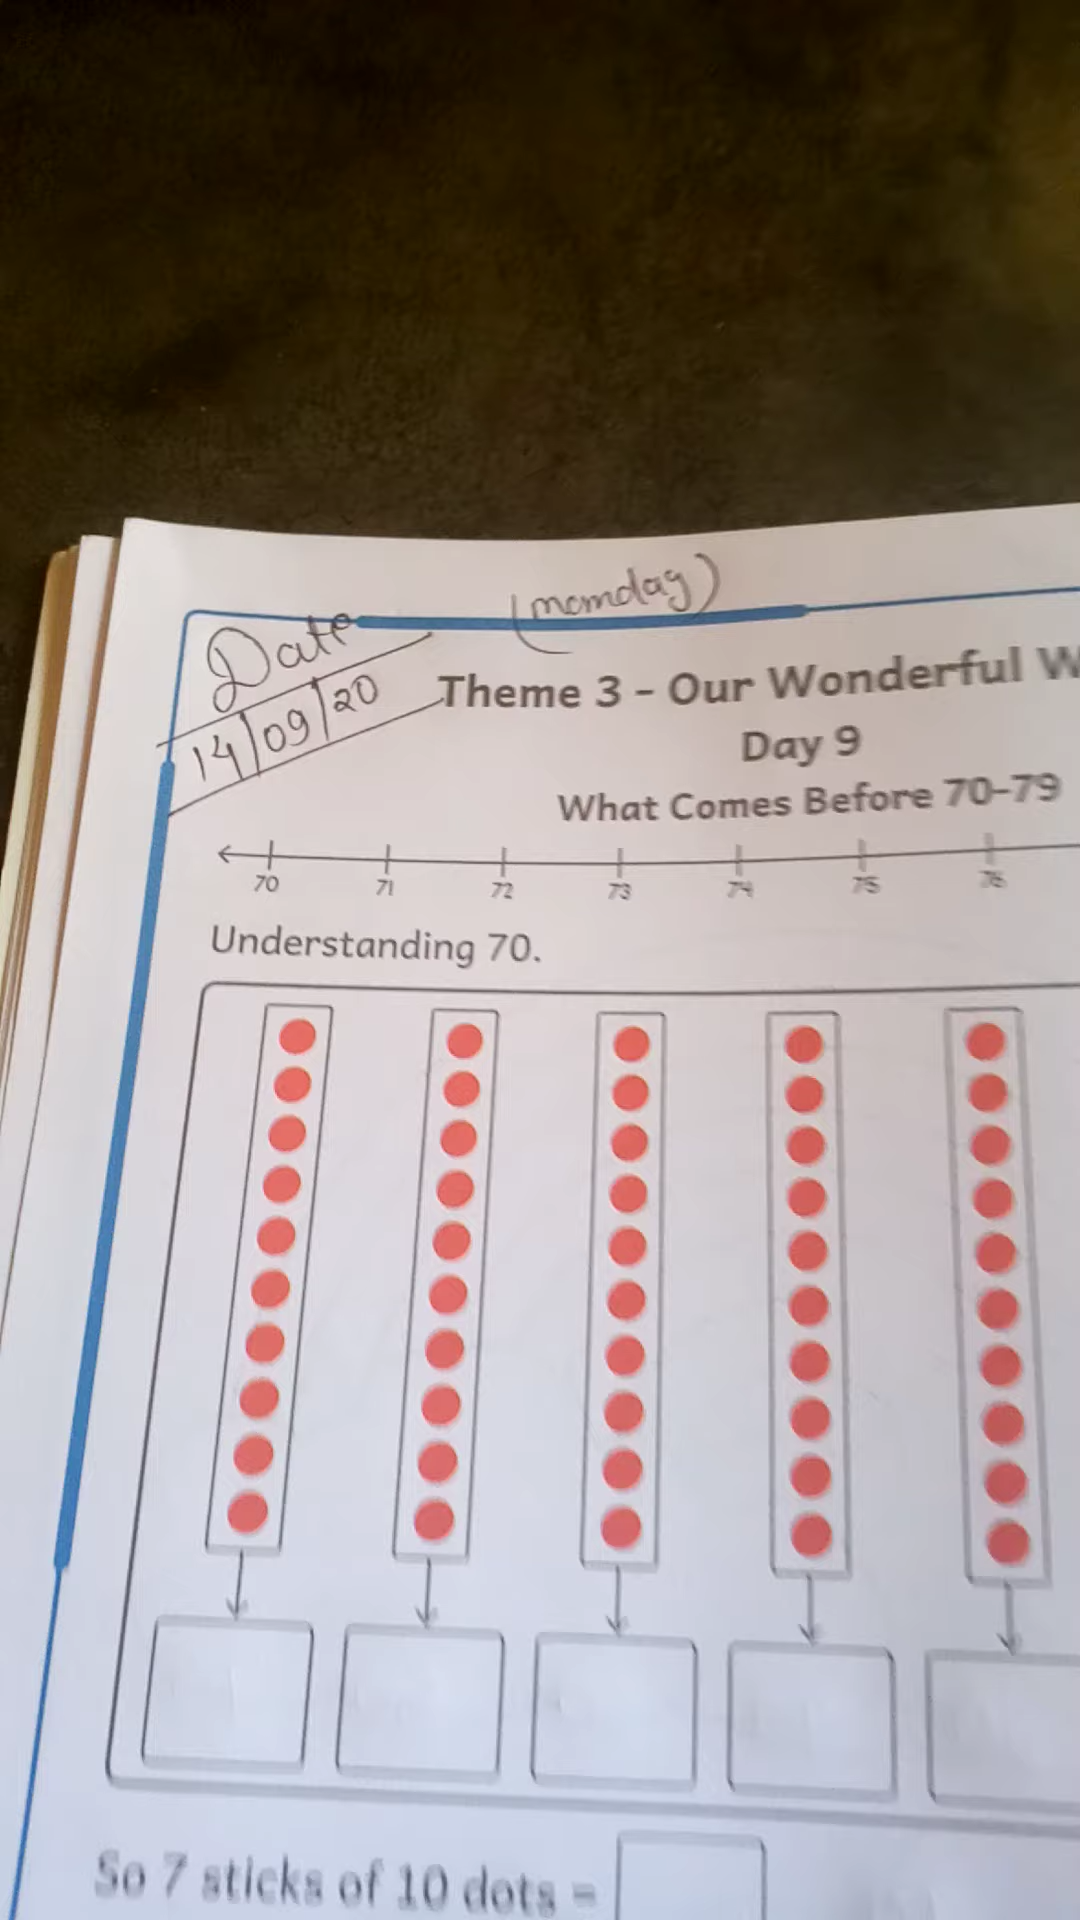 (monday)
Date
14/09/20
Theme 3 - Our Wonderful W
Day 9
What Comes Before 70-79
70 71 72 73 74 75 76
Understanding 70.
So 7 sticks of 10 dots =